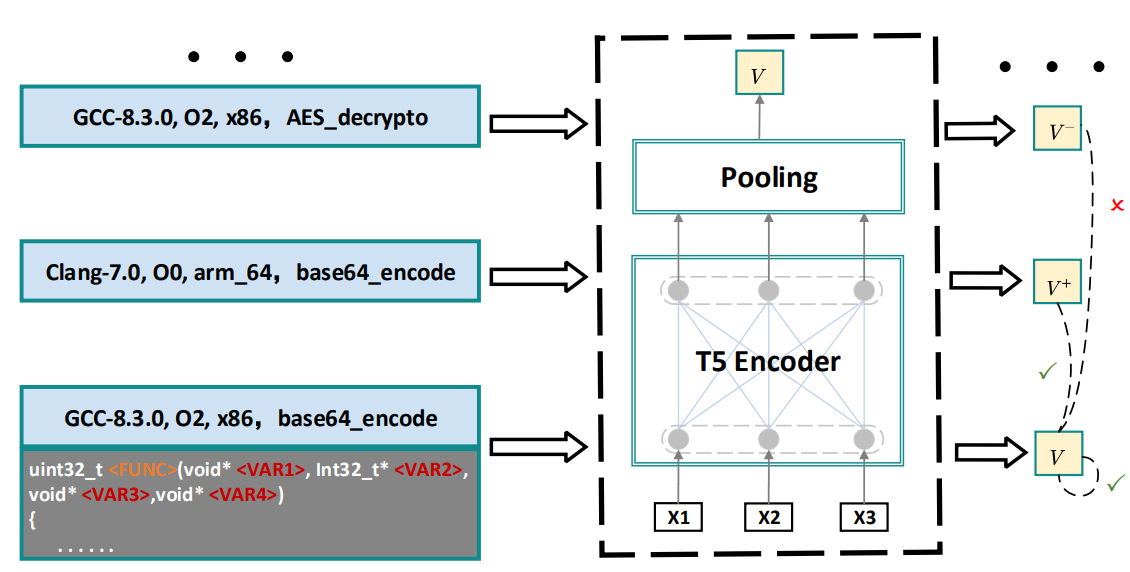 • • •
GCC-8.3.0, O2, x86, AES_decrypto
Clang-7.0, O0, arm_64, base64_encode
GCC-8.3.0, O2, x86, base64_encode
uint32_t <FUNC>(void* <VAR1>, Int32_t* <VAR2>,
void* <VAR3>,void* <VAR4>)
{
......
V
Pooling
T5 Encoder
X1 X2 X3
• • •
V⁻
✗
V⁺
✓
V
✓